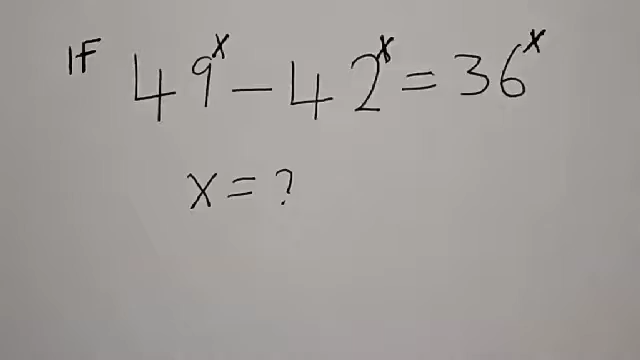 IF 49^x - 42^x = 36^x
x = ?